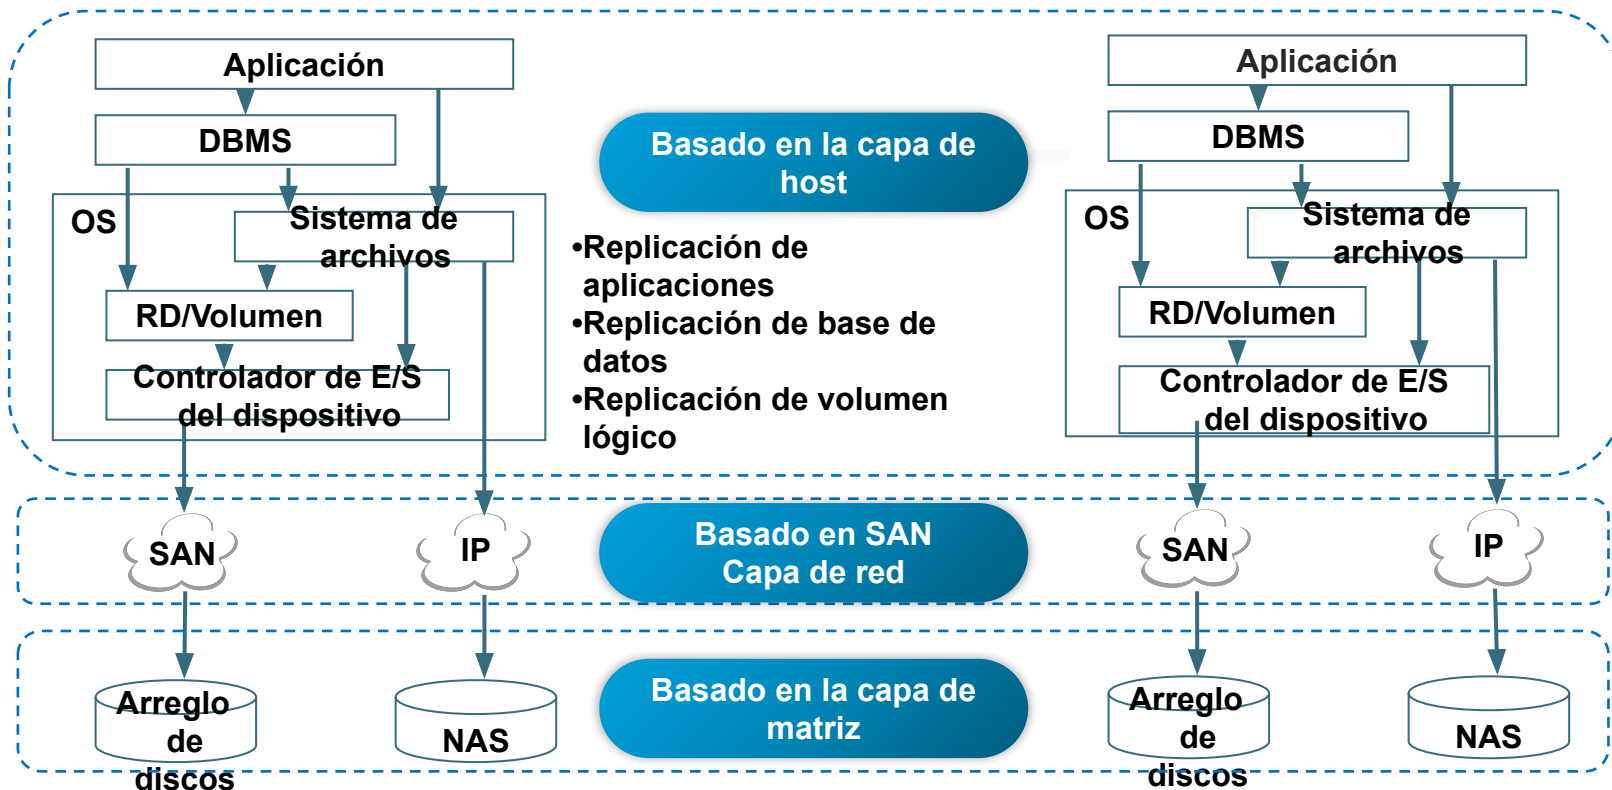 Aplicación
DBMS
OS
Sistema de
archivos
RD/Volumen
Controlador de E/S
del dispositivo
SAN
IP
Arreglo
de
discos
NAS
Basado en la capa de
host
•Replicación de
aplicaciones
•Replicación de base de
datos
•Replicación de volumen
lógico
Basado en SAN
Capa de red
Basado en la capa de
matriz
Aplicación
DBMS
OS
Sistema de
archivos
RD/Volumen
Controlador de E/S
del dispositivo
SAN
IP
Arreglo
de
discos
NAS